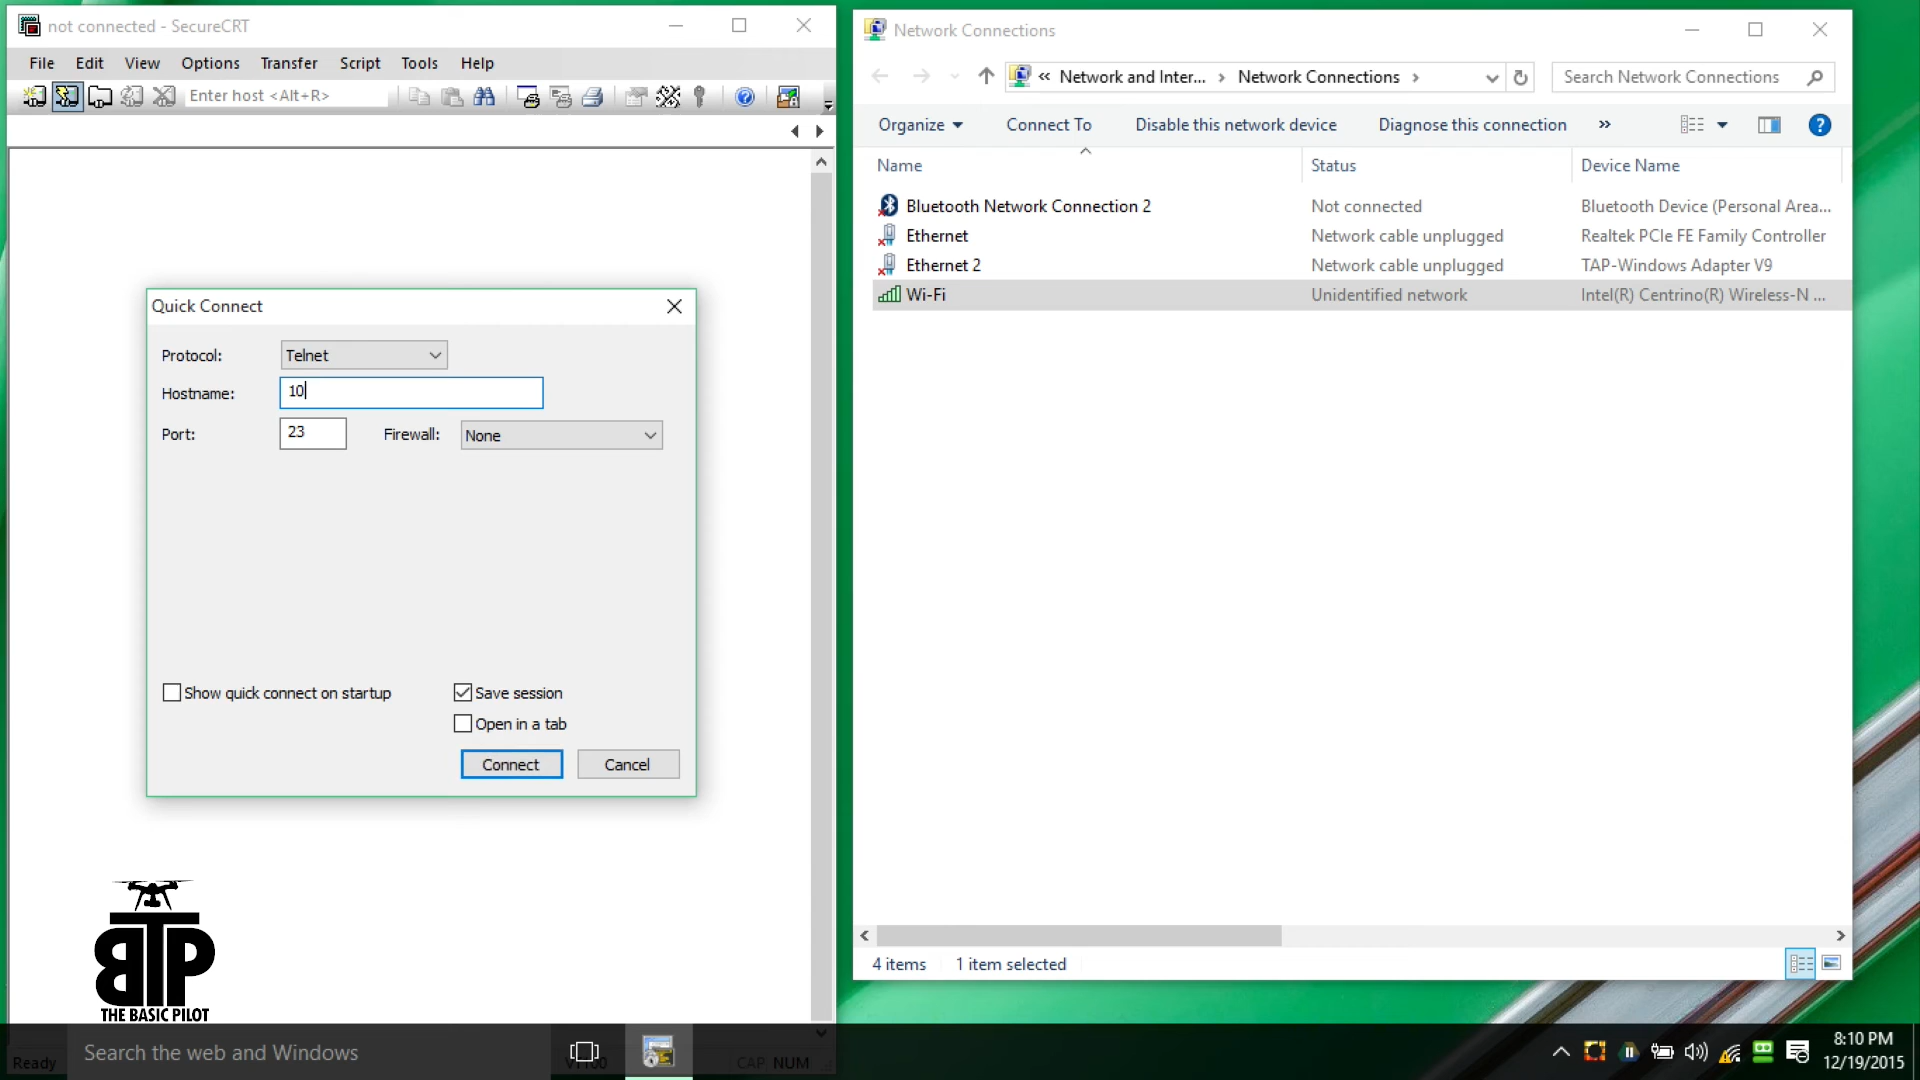 not connected - SecureCRT
File Edit View Options Transfer Script Tools Help
Enter host <Alt+R>
Quick Connect
Protocol: Telnet
Hostname: 10
Port: 23 Firewall: None
Show quick connect on startup Save session
Open in a tab
Connect Cancel
BTP
THE BASIC PILOT
Network Connections
« Network and Inter... › Network Connections › Search Network Connections
Organize Connect To Disable this network device Diagnose this connection »
Name Status Device Name
Bluetooth Network Connection 2 Not connected Bluetooth Device (Personal Area...
Ethernet Network cable unplugged Realtek PCIe FE Family Controller
Ethernet 2 Network cable unplugged TAP-Windows Adapter V9
Wi-Fi Unidentified network Intel(R) Centrino(R) Wireless-N ...
4 items 1 item selected
Ready Search the web and Windows VT100 CAP NUM
8:10 PM
12/19/2015